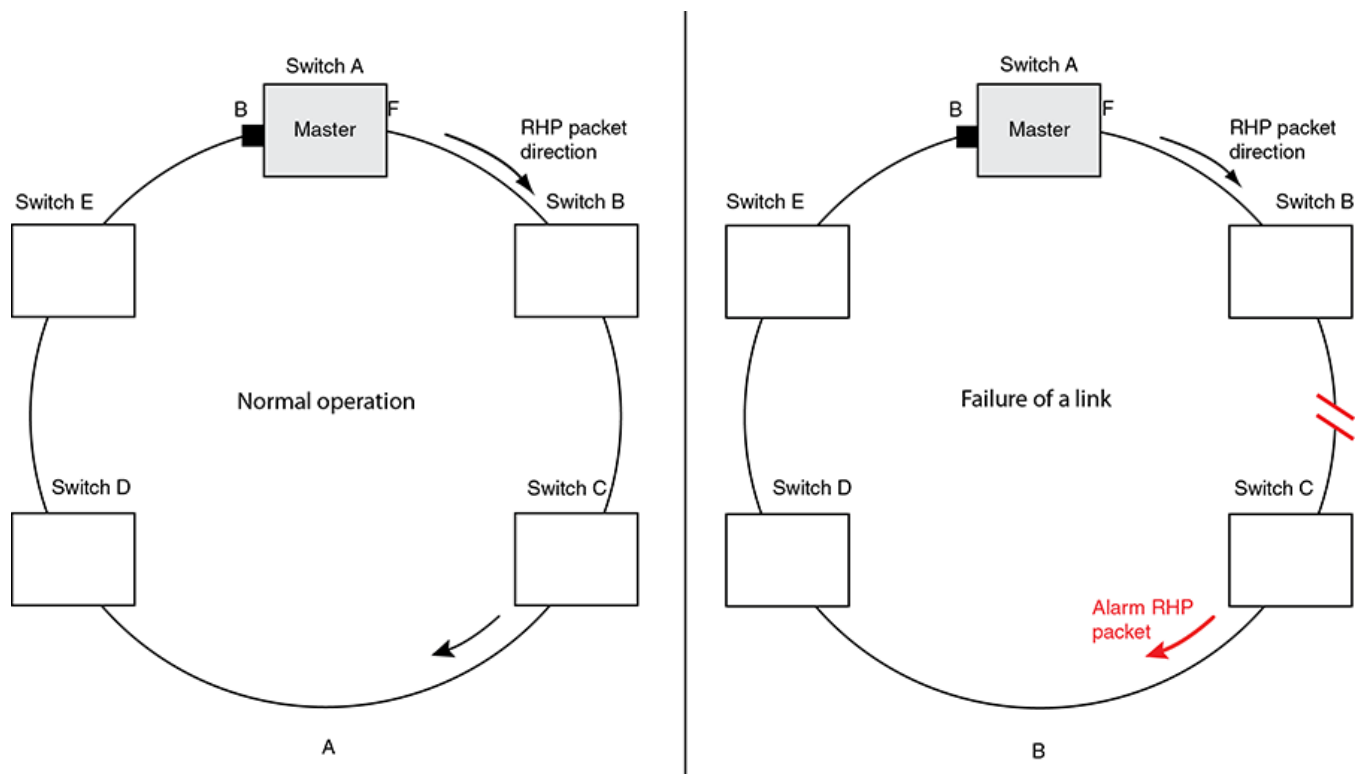 Switch A
B
F
Master
RHP packet
direction
Switch E
Switch B
Normal operation
Switch D
Switch C
A
Switch A
B
F
Master
RHP packet
direction
Switch E
Switch B
Failure of a link
Switch D
Switch C
Alarm RHP
packet
B